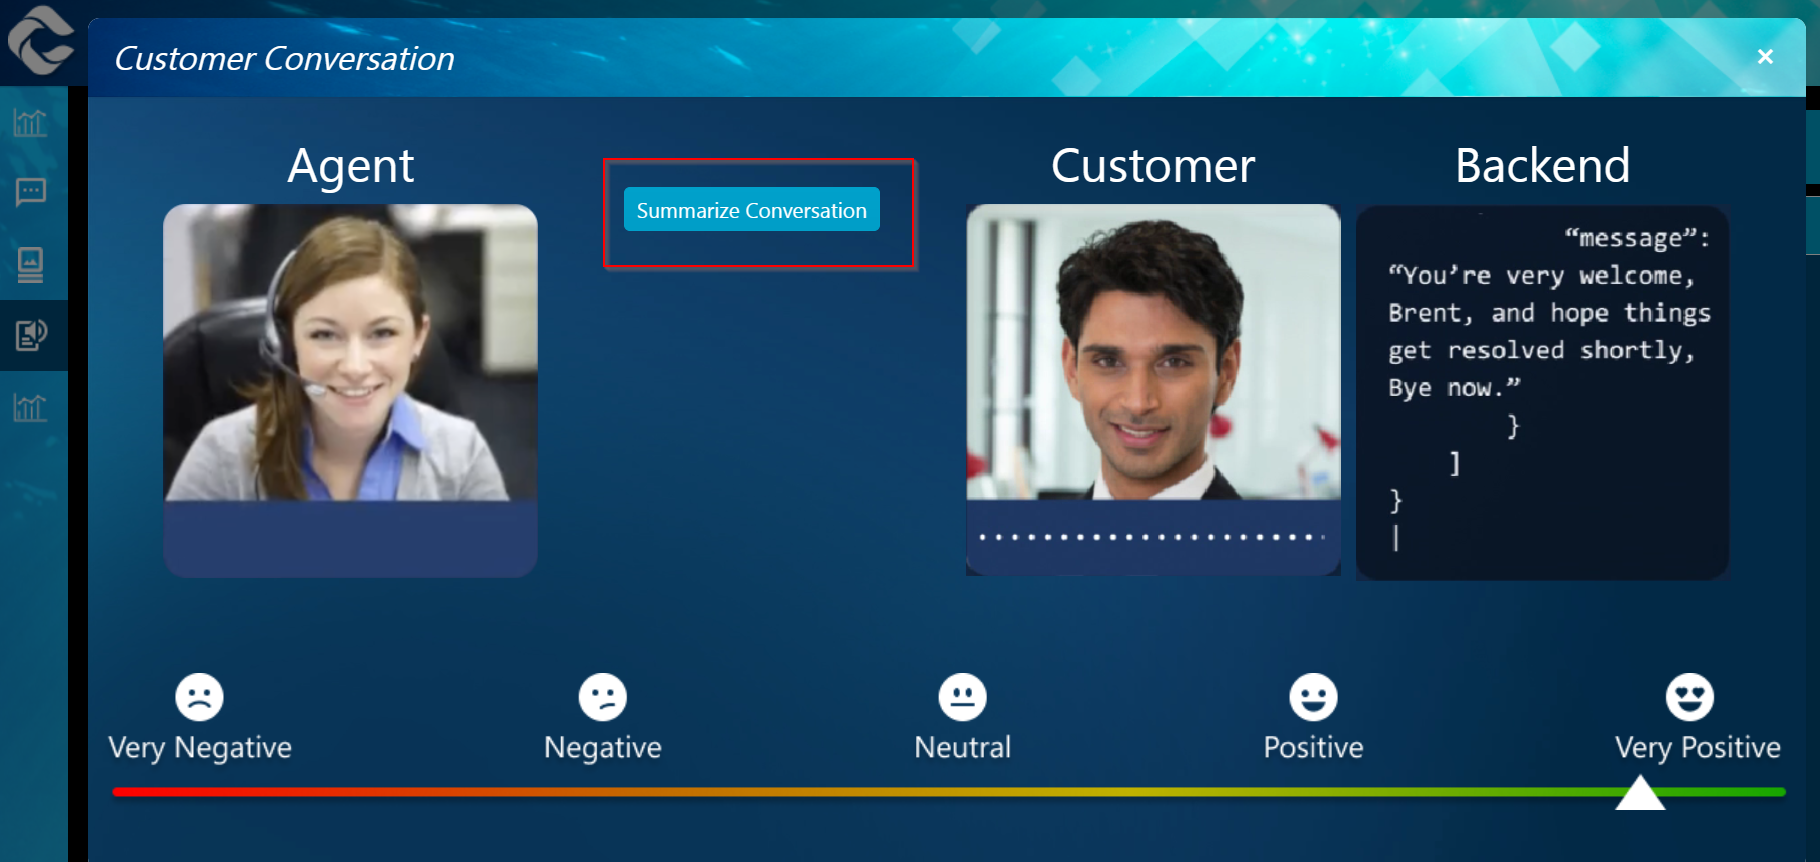 Customer Conversation
×
Agent
Summarize Conversation
Customer
Backend
“message”:
“You’re very welcome,
Brent, and hope things
get resolved shortly,
Bye now.”
}
]
}
|
Very Negative
Negative
Neutral
Positive
Very Positive